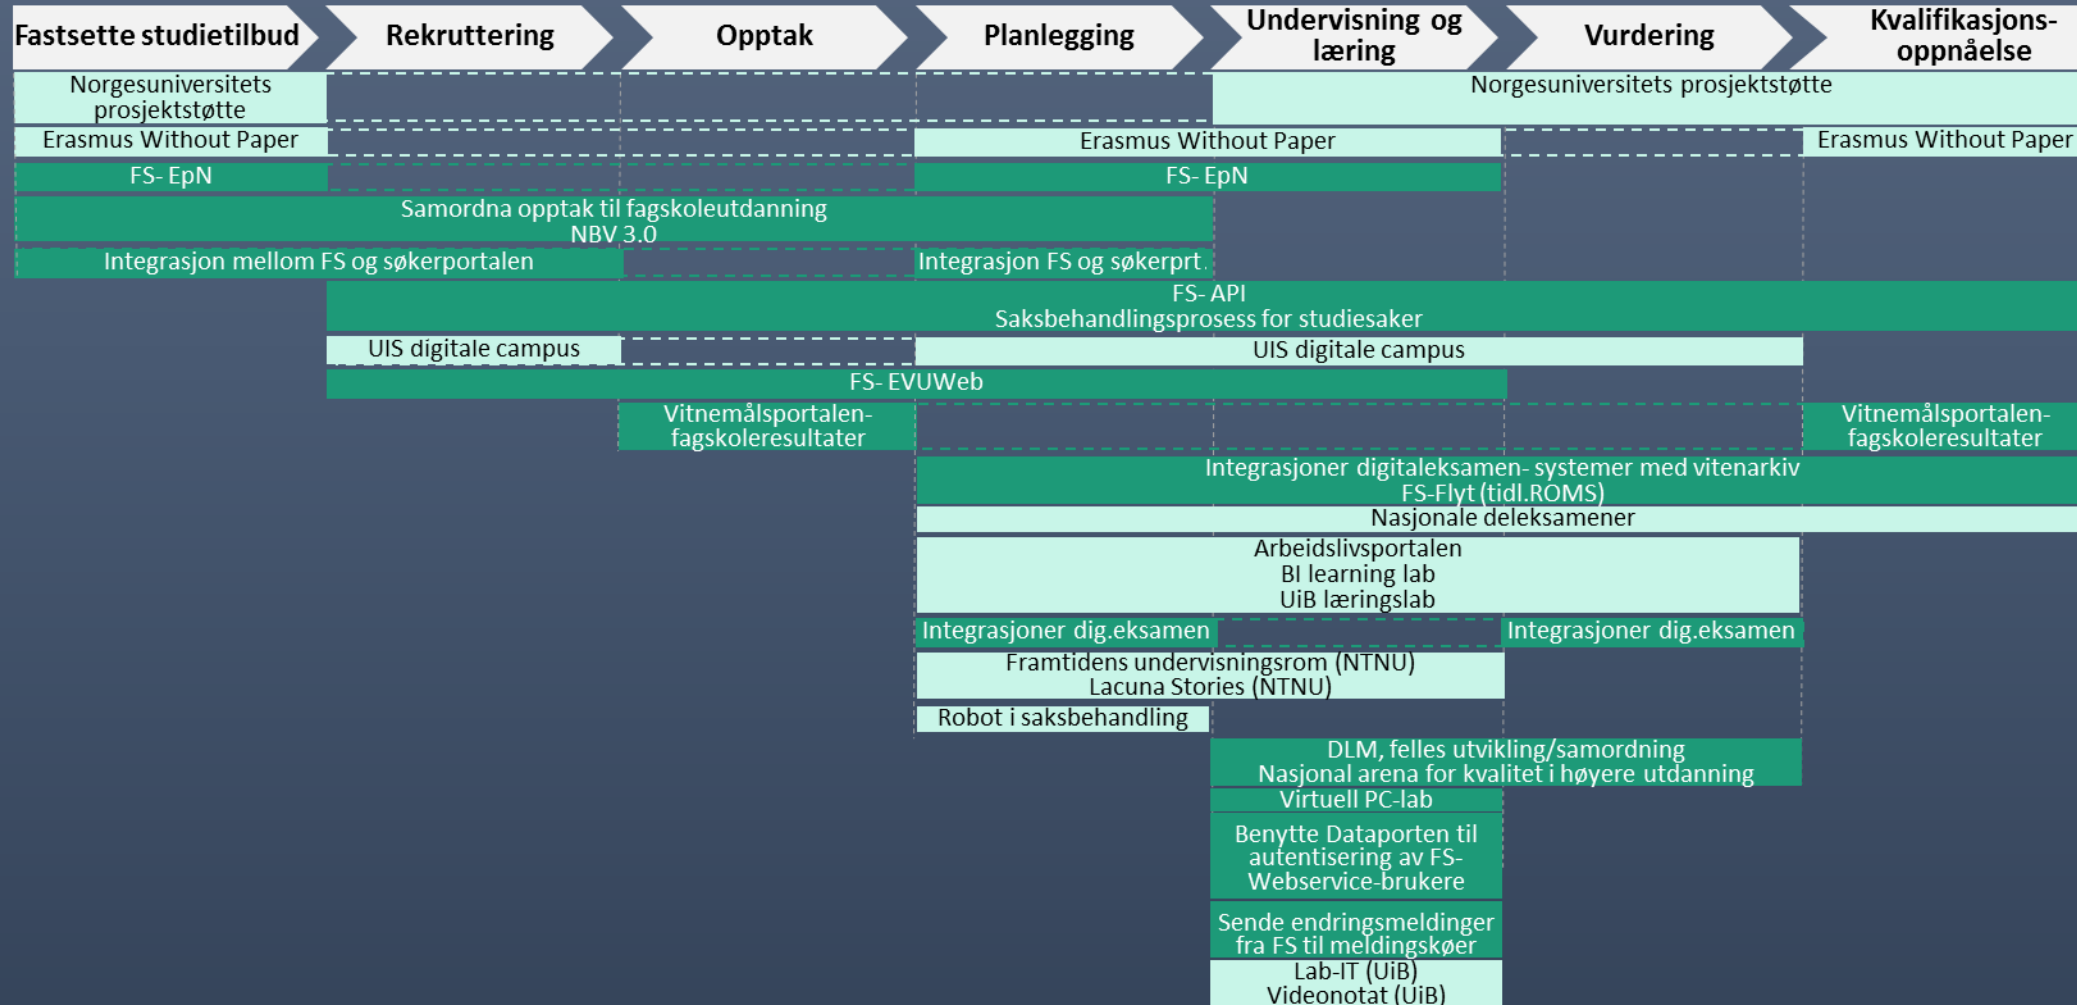 Fastsette studietilbud
Rekruttering
Opptak
Planlegging
Undervisning og
læring
Vurdering
Kvalifikasjons-
oppnåelse
Norgesuniversitets
prosjektstøtte
Norgesuniversitets prosjektstøtte
Erasmus Without Paper
Erasmus Without Paper
Erasmus Without Paper
FS- EpN
FS- EpN
Samordna opptak til fagskoleutdanning
NBV 3.0
Integrasjon mellom FS og søkerportalen
Integrasjon FS og søkerprt.
FS- API
Saksbehandlingsprosess for studiesaker
UIS digitale campus
UIS digitale campus
FS- EVUWeb
Vitnemålsportalen-
fagskoleresultater
Vitnemålsportalen-
fagskoleresultater
Integrasjoner digitaleksamen- systemer med vitenarkiv
FS-Flyt (tidl.ROMS)
Nasjonale deleksamener
Arbeidslivsportalen
BI learning lab
UiB læringslab
Integrasjoner dig.eksamen
Integrasjoner dig.eksamen
Framtidens undervisningsrom (NTNU)
Lacuna Stories (NTNU)
Robot i saksbehandling
DLM, felles utvikling/samordning
Nasjonal arena for kvalitet i høyere utdanning
Virtuell PC-lab
Benytte Dataporten til
autentisering av FS-
Webservice-brukere
Sende endringsmeldinger
fra FS til meldingskøer
Lab-IT (UiB)
Videonotat (UiB)